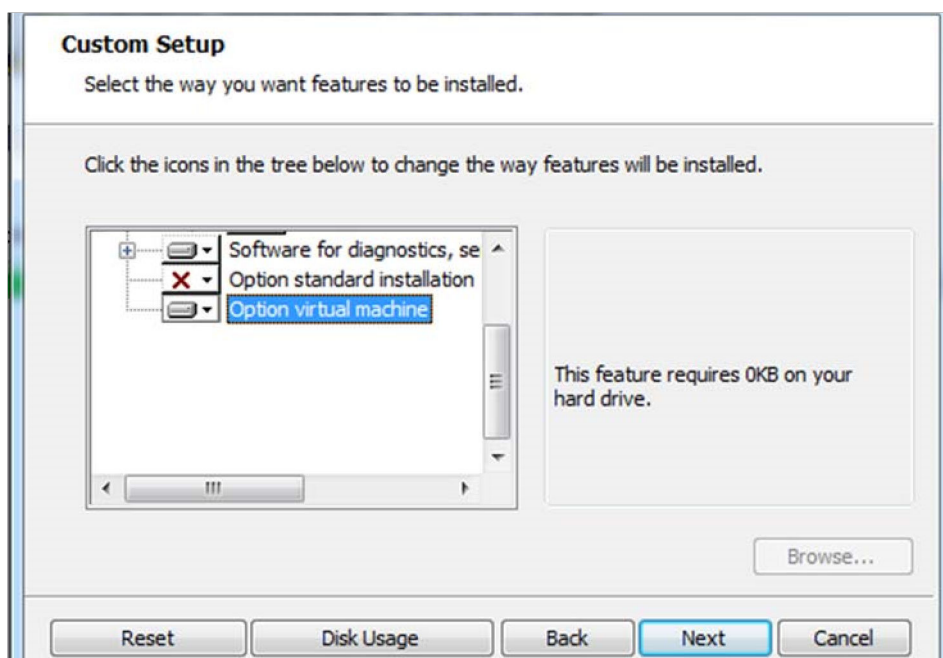 Custom Setup
Select the way you want features to be installed.
Click the icons in the tree below to change the way features will be installed.
Software for diagnostics, se
Option standard installation
Option virtual machine
This feature requires 0KB on your
hard drive.
Browse...
Reset Disk Usage Back Next Cancel